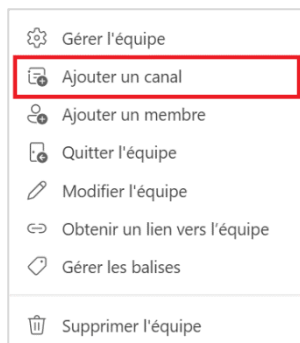 Gérer l'équipe
Ajouter un canal
Ajouter un membre
Quitter l'équipe
Modifier l'équipe
Obtenir un lien vers l’équipe
Gérer les balises
Supprimer l'équipe